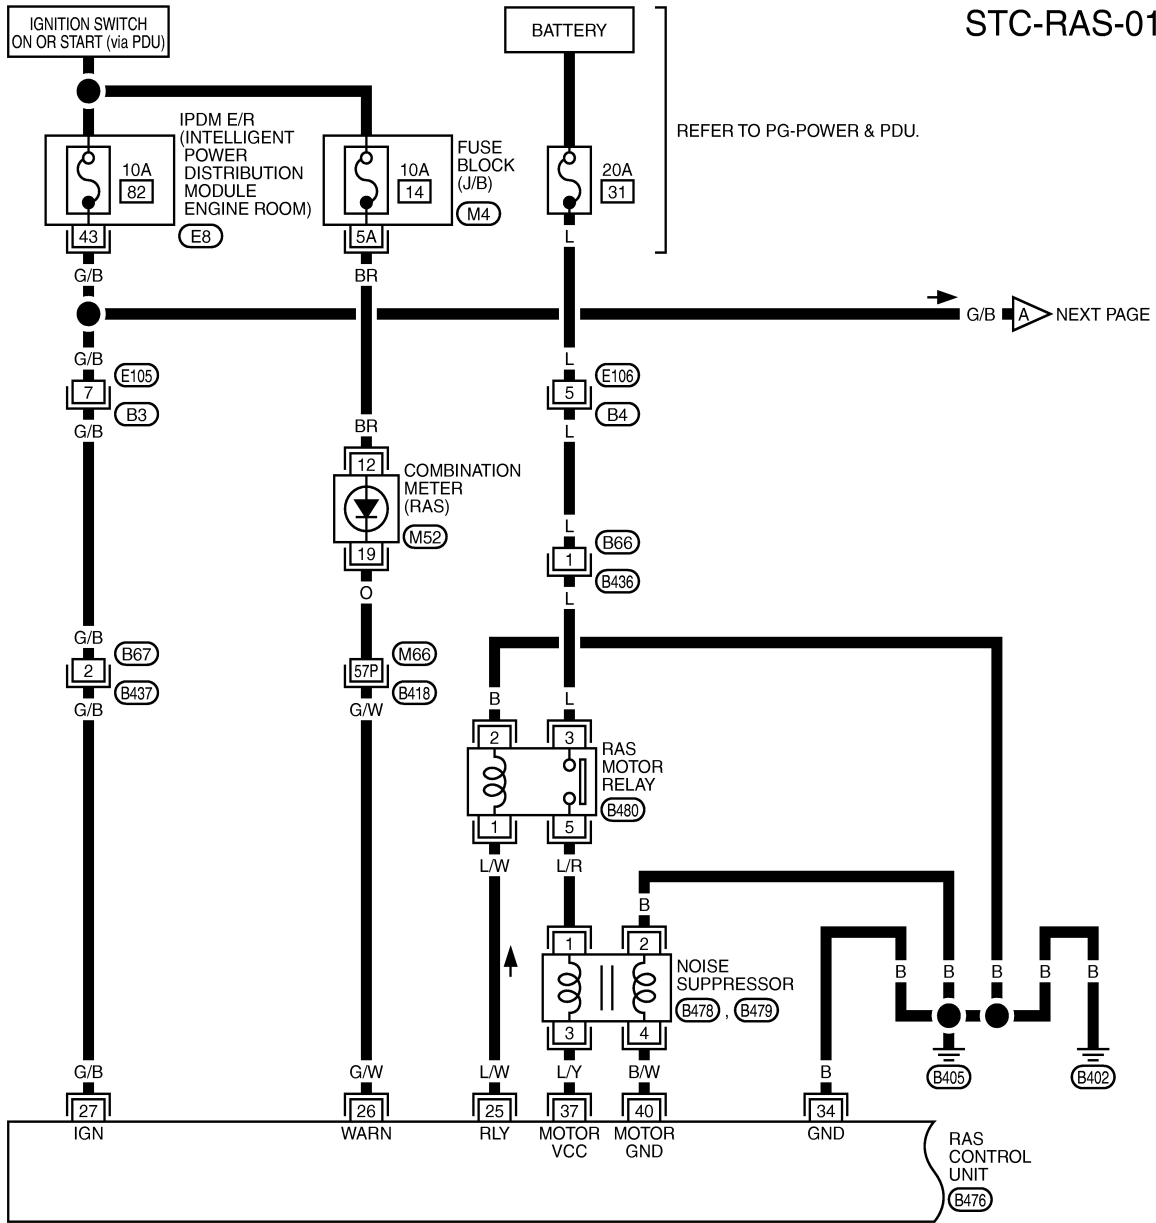 STC-RAS-01
IGNITION SWITCH
ON OR START (via PDU)
BATTERY
REFER TO PG-POWER & PDU.
IPDM E/R
(INTELLIGENT
POWER
DISTRIBUTION
MODULE
ENGINE ROOM)
E8
10A
82
43
10A
14
5A
FUSE
BLOCK
(J/B)
M4
20A
31
G/B
BR
L
G/B
A
NEXT PAGE
G/B
7
E105
B3
G/B
L
5
E106
B4
L
BR
12
COMBINATION
METER
(RAS)
M52
19
O
L
1
B66
B436
L
G/B
2
B67
B437
G/B
57P
M66
B418
G/W
B
L
2
3
RAS
MOTOR
RELAY
B480
1
5
L/W
L/R
B
1
2
NOISE
SUPPRESSOR
B478 , B479
3
4
B
B
B
B
B
B405
B402
G/B
G/W
L/W
L/Y
B/W
B
27
26
25
37
40
34
IGN
WARN
RLY
MOTOR
VCC
MOTOR
GND
GND
RAS
CONTROL
UNIT
B476